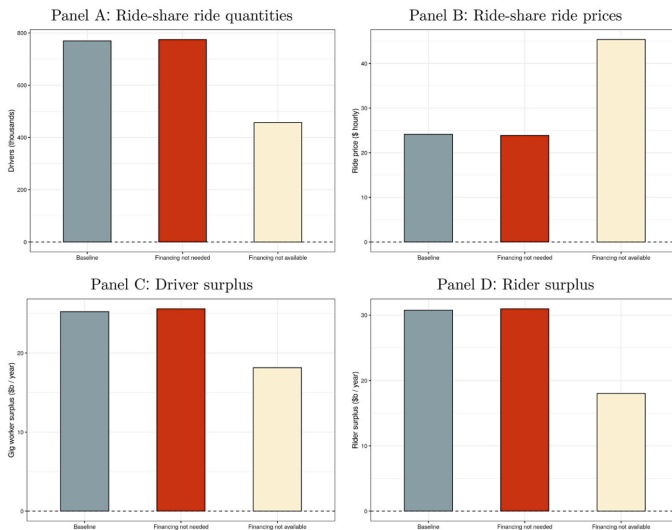 Panel A: Ride-share ride quantities
Drivers (thousands)
800
600
400
200
0
Baseline
Financing not needed
Financing not available
Panel B: Ride-share ride prices
Ride price ($ hourly)
40
30
20
10
0
Baseline
Financing not needed
Financing not available
Panel C: Driver surplus
Gig worker surplus ($b / year)
20
10
0
Baseline
Financing not needed
Financing not available
Panel D: Rider surplus
Rider surplus ($b / year)
30
20
10
0
Baseline
Financing not needed
Financing not available